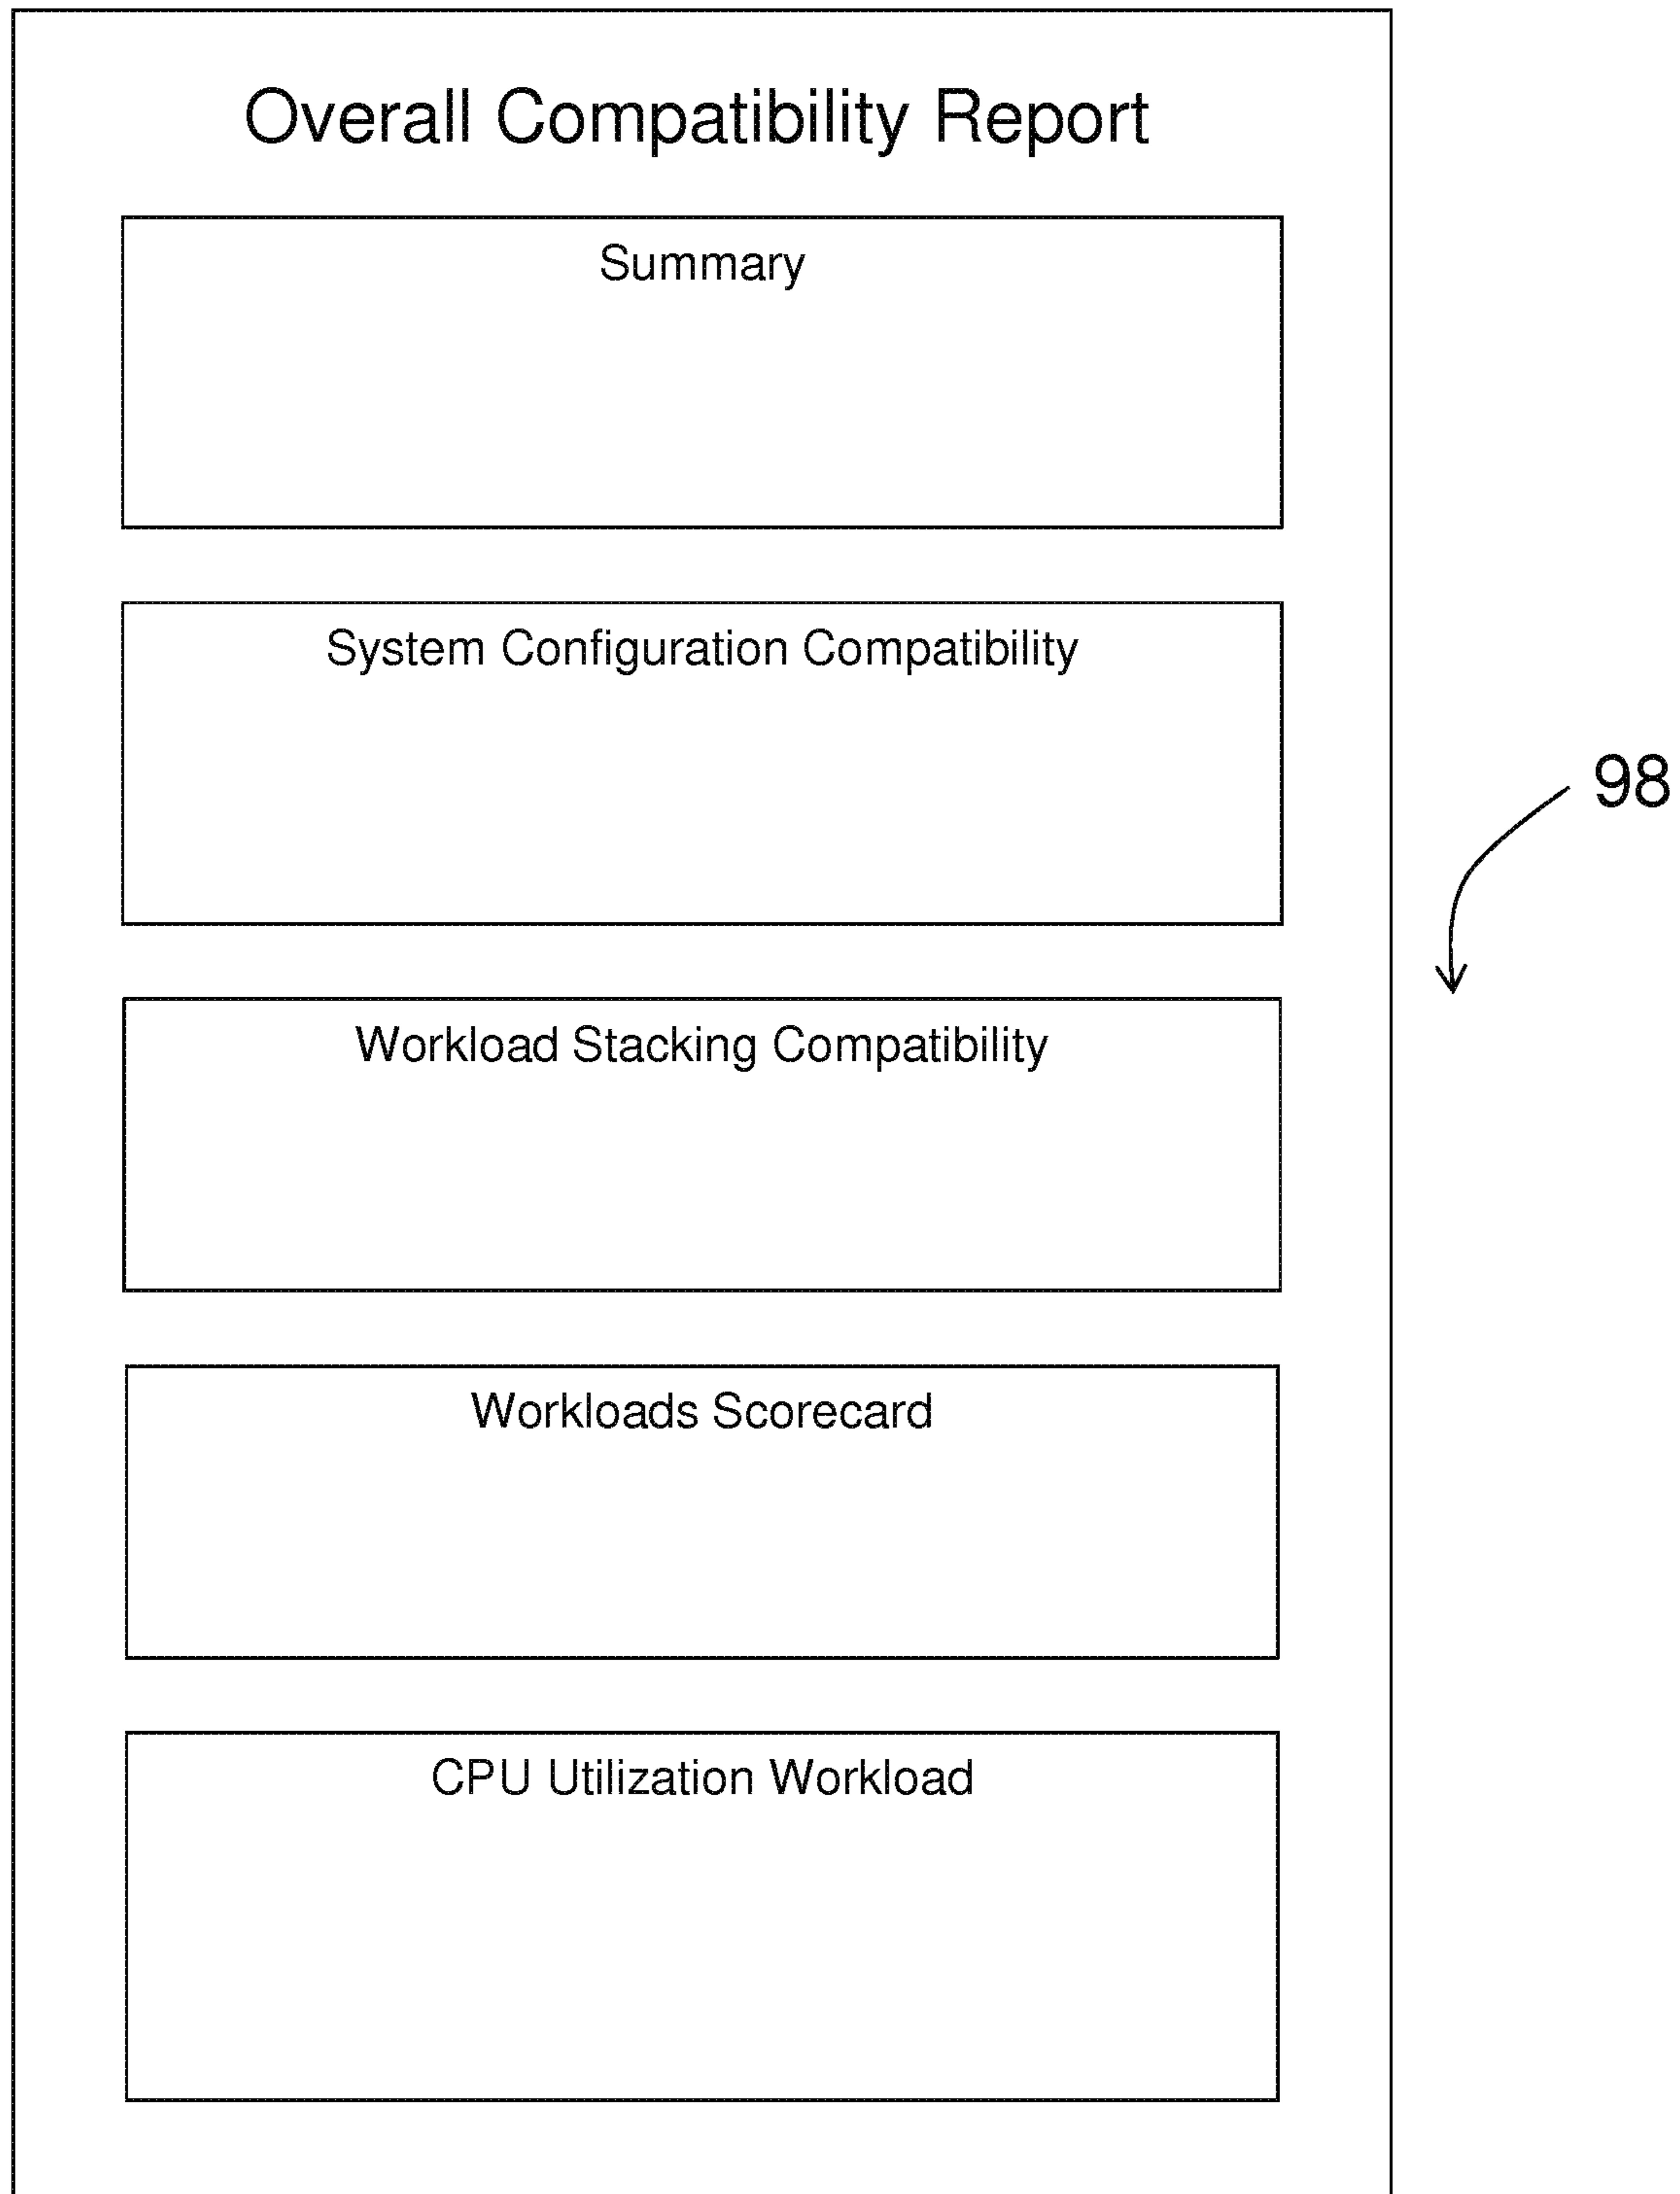 Overall Compatibility Report
Summary
System Configuration Compatibility
98
Workload Stacking Compatibility
Workloads Scorecard
CPU Utilization Workload